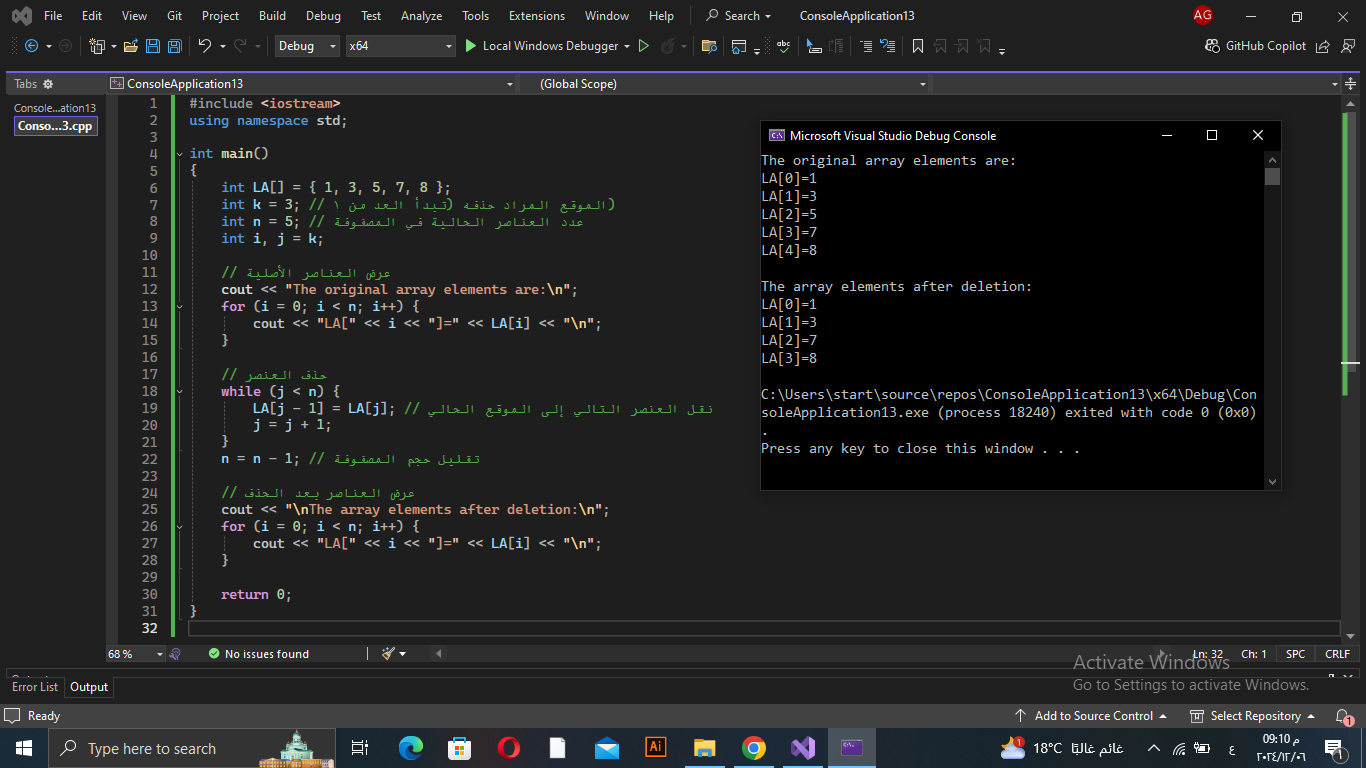 File Edit View Git Project Build Debug Test Analyze Tools Extensions Window Help Search ConsoleApplication13 AG
Debug x64 Local Windows Debugger GitHub Copilot
Tabs ConsoleApplication13 (Global Scope)
Console...ation13
Conso...3.cpp
1 #include <iostream>
2 using namespace std;
3
4 int main()
5 {
6 int LA[] = { 1, 3, 5, 7, 8 };
7 int k = 3; // الموقع المراد حذفه (تبدأ العد من ١)
8 int n = 5; // عدد العناصر الحالية في المصفوفة
9 int i, j = k;
10
11 // عرض العناصر الأصلية
12 cout << "The original array elements are:\n";
13 for (i = 0; i < n; i++) {
14 cout << "LA[" << i << "]=" << LA[i] << "\n";
15 }
16
17 // حذف العنصر
18 while (j < n) {
19 LA[j - 1] = LA[j]; // نقل العنصر التالي إلى الموقع الحالي
20 j = j + 1;
21 }
22 n = n - 1; // تقليل حجم المصفوفة
23
24 // عرض العناصر بعد الحذف
25 cout << "\nThe array elements after deletion:\n";
26 for (i = 0; i < n; i++) {
27 cout << "LA[" << i << "]=" << LA[i] << "\n";
28 }
29
30 return 0;
31 }
32
Microsoft Visual Studio Debug Console
The original array elements are:
LA[0]=1
LA[1]=3
LA[2]=5
LA[3]=7
LA[4]=8
The array elements after deletion:
LA[0]=1
LA[1]=3
LA[2]=7
LA[3]=8
C:\Users\start\source\repos\ConsoleApplication13\x64\Debug\Con
soleApplication13.exe (process 18240) exited with code 0 (0x0)
.
Press any key to close this window . . .
68 % No issues found Ln: 32 Ch: 1 SPC CRLF
Activate Windows
Go to Settings to activate Windows.
Error List Output
Ready Add to Source Control Select Repository 1
Type here to search Ai 1 18°C غائم غالبًا ع 09:10 م 1
٢٠٢٤/١٢/٠٦